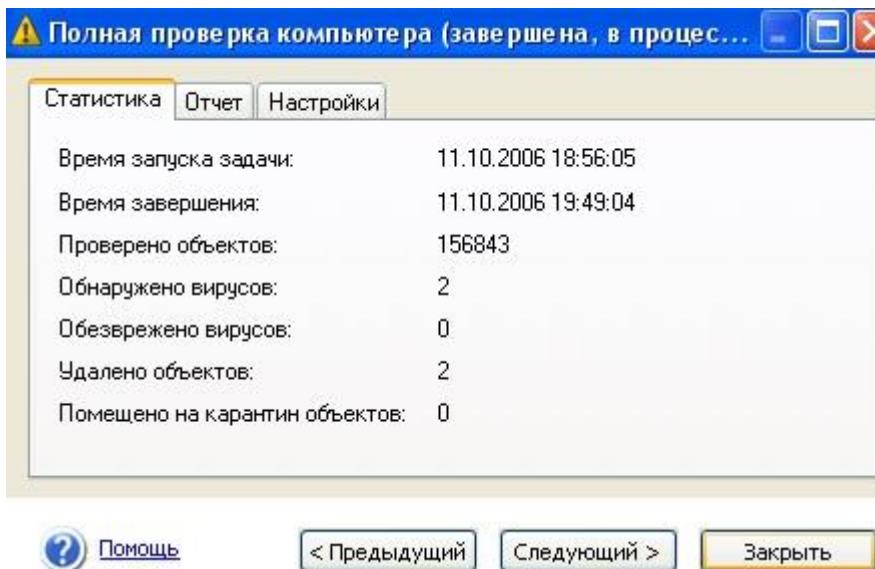 Полная проверка компьютера (завершена, в процес...
Статистика Отчет Настройки
Время запуска задачи: 11.10.2006 18:56:05
Время завершения: 11.10.2006 19:49:04
Проверено объектов: 156843
Обнаружено вирусов: 2
Обезврежено вирусов: 0
Удалено объектов: 2
Помещено на карантин объектов: 0
Помощь < Предыдущий Следующий > Закрыть